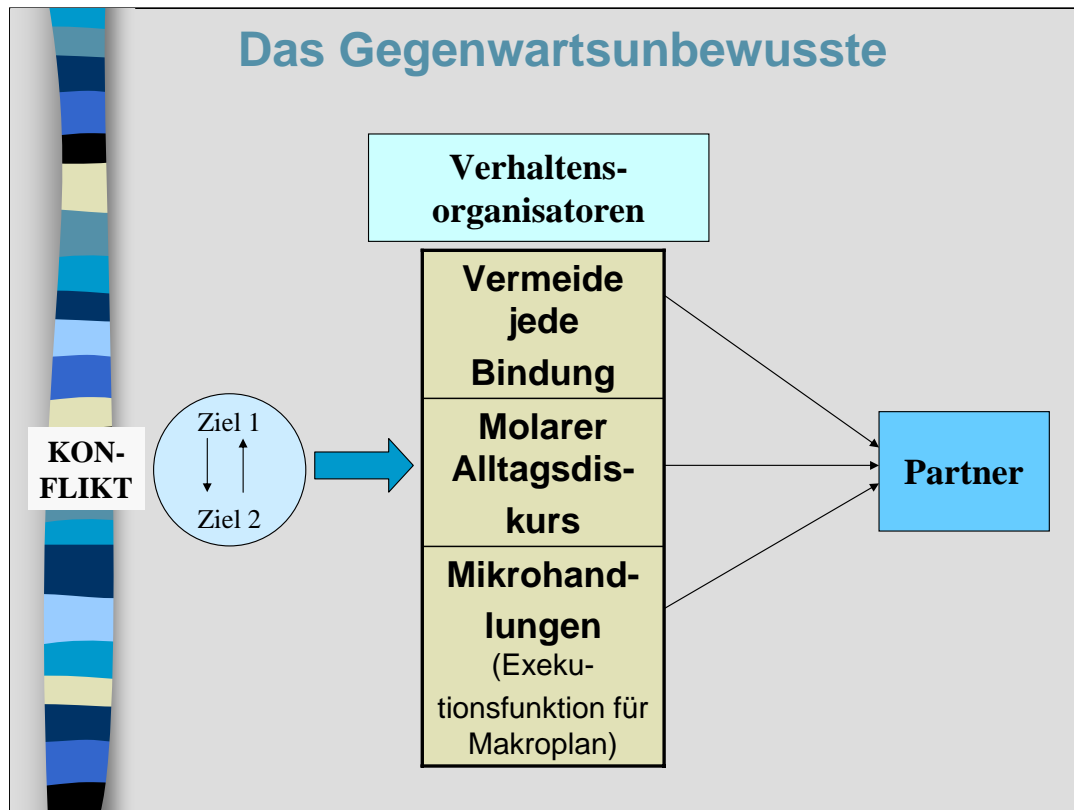 Das Gegenwartsunbewusste
Verhaltens-
organisatoren
KON-
FLIKT
Ziel 1
Ziel 2
Vermeide
jede
Bindung
Molarer
Alltagsdis-
kurs
Mikrohand-
lungen
(Exeku-
tionsfunktion für
Makroplan)
Partner